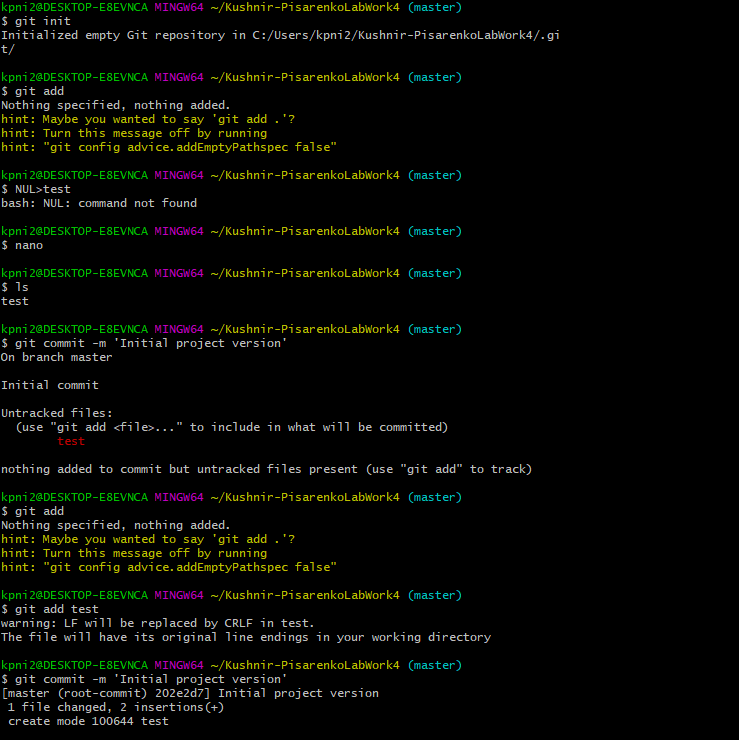 kpni2@DESKTOP-E8EVNCA MINGW64 ~/Kushnir-PisarenkoLabWork4 (master)
$ git init
Initialized empty Git repository in C:/Users/kpni2/Kushnir-PisarenkoLabWork4/.gi
t/
kpni2@DESKTOP-E8EVNCA MINGW64 ~/Kushnir-PisarenkoLabWork4 (master)
$ git add
Nothing specified, nothing added.
hint: Maybe you wanted to say 'git add .'?
hint: Turn this message off by running
hint: "git config advice.addEmptyPathspec false"
kpni2@DESKTOP-E8EVNCA MINGW64 ~/Kushnir-PisarenkoLabWork4 (master)
$ NUL>test
bash: NUL: command not found
kpni2@DESKTOP-E8EVNCA MINGW64 ~/Kushnir-PisarenkoLabWork4 (master)
$ nano
kpni2@DESKTOP-E8EVNCA MINGW64 ~/Kushnir-PisarenkoLabWork4 (master)
$ ls
test
kpni2@DESKTOP-E8EVNCA MINGW64 ~/Kushnir-PisarenkoLabWork4 (master)
$ git commit -m 'Initial project version'
On branch master
Initial commit
Untracked files:
  (use "git add <file>..." to include in what will be committed)
        test
nothing added to commit but untracked files present (use "git add" to track)
kpni2@DESKTOP-E8EVNCA MINGW64 ~/Kushnir-PisarenkoLabWork4 (master)
$ git add
Nothing specified, nothing added.
hint: Maybe you wanted to say 'git add .'?
hint: Turn this message off by running
hint: "git config advice.addEmptyPathspec false"
kpni2@DESKTOP-E8EVNCA MINGW64 ~/Kushnir-PisarenkoLabWork4 (master)
$ git add test
warning: LF will be replaced by CRLF in test.
The file will have its original line endings in your working directory
kpni2@DESKTOP-E8EVNCA MINGW64 ~/Kushnir-PisarenkoLabWork4 (master)
$ git commit -m 'Initial project version'
[master (root-commit) 202e2d7] Initial project version
 1 file changed, 2 insertions(+)
 create mode 100644 test